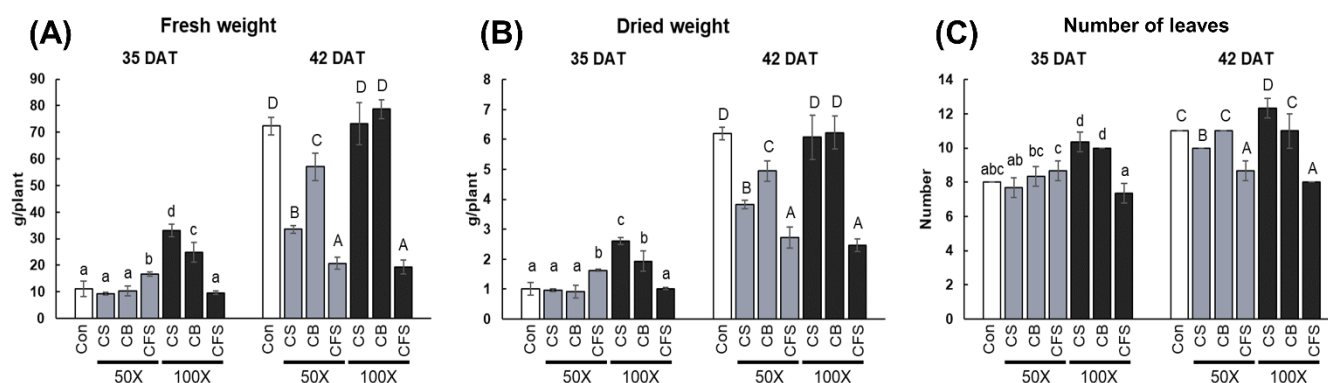 (A) Fresh weight
35 DAT 42 DAT
90
80
70
60
50
40
30
20
10
0
g/plant
a a a b d c a D B C A D D A
Con CS CB CFS CS CB CFS Con CS CB CFS CS CB CFS
50X 100X 50X 100X
(B) Dried weight
35 DAT 42 DAT
8
7
6
5
4
3
2
1
0
g/plant
a a a b c b a D B C A D D A
Con CS CB CFS CS CB CFS Con CS CB CFS CS CB CFS
50X 100X 50X 100X
(C) Number of leaves
35 DAT 42 DAT
14
12
10
8
6
4
2
0
Number
abc ab bc c d d a C B C A D C A
Con CS CB CFS CS CB CFS Con CS CB CFS CS CB CFS
50X 100X 50X 100X